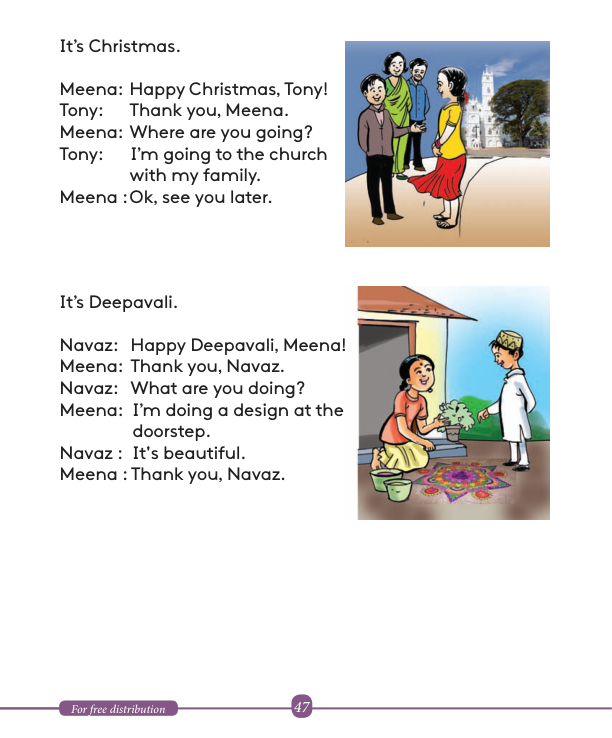 It’s Christmas.
Meena: Happy Christmas, Tony!
Tony: Thank you, Meena.
Meena: Where are you going?
Tony: I’m going to the church
with my family.
Meena : Ok, see you later.
It’s Deepavali.
Navaz: Happy Deepavali, Meena!
Meena: Thank you, Navaz.
Navaz: What are you doing?
Meena: I’m doing a design at the
doorstep.
Navaz : It's beautiful.
Meena : Thank you, Navaz.
For free distribution
47